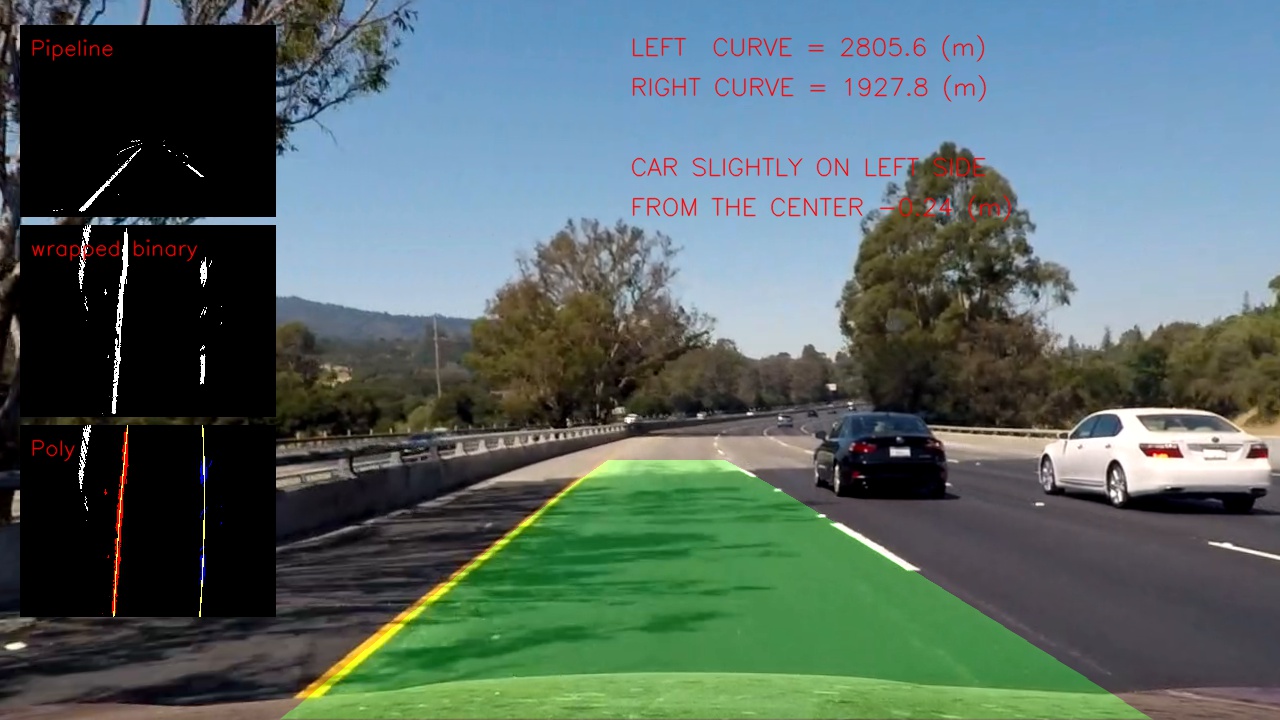 Pipeline
LEFT  CURVE = 2805.6 (m)
RIGHT CURVE = 1927.8 (m)
CAR SLIGHTLY ON LEFT SIDE
FROM THE CENTER -0.24 (m)
wrapped binary
Poly